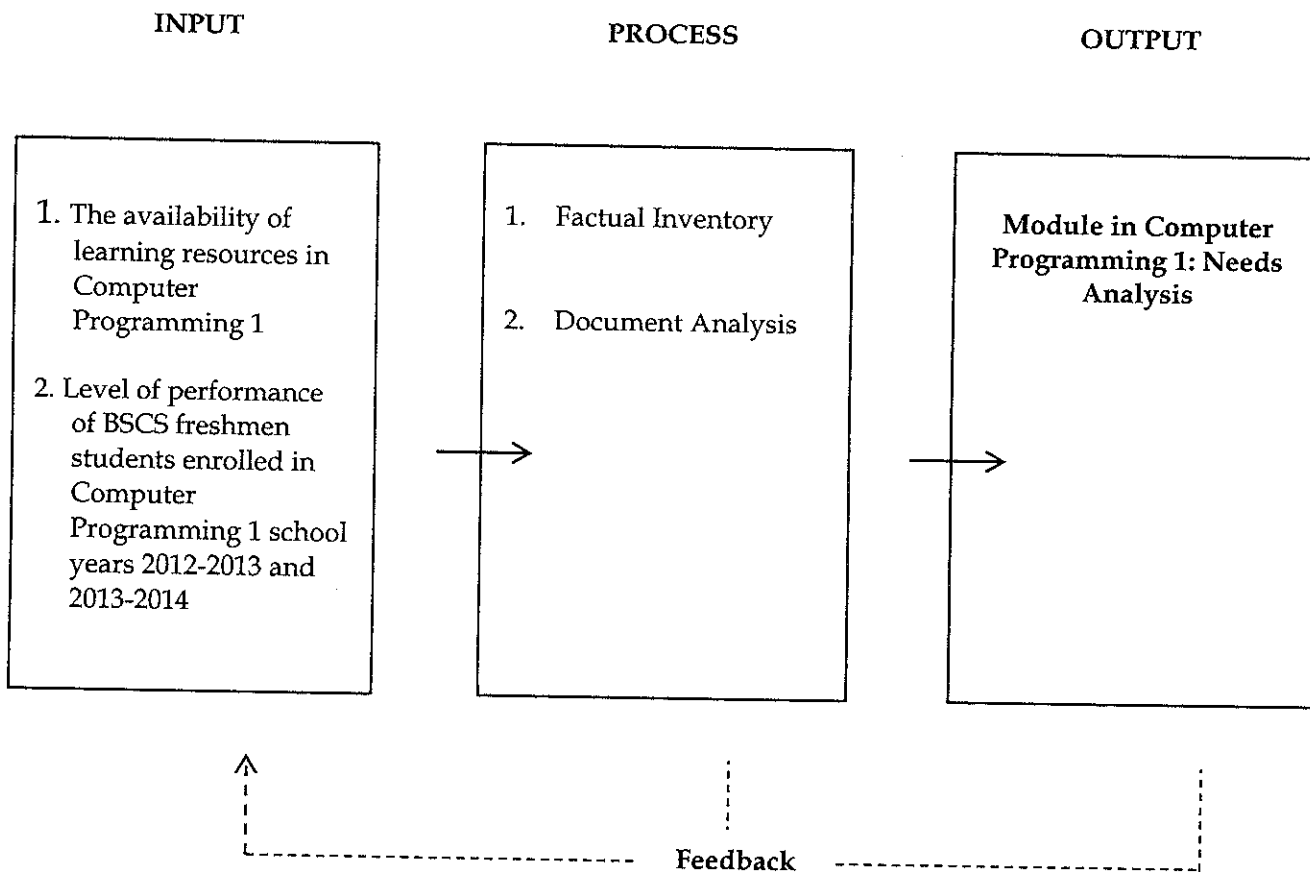 INPUT
PROCESS
OUTPUT
1. The availability of
learning resources in
Computer
Programming 1
2. Level of performance
of BSCS freshmen
students enrolled in
Computer
Programming 1 school
years 2012-2013 and
2013-2014
1. Factual Inventory
2. Document Analysis
Module in Computer
Programming 1: Needs
Analysis
Feedback